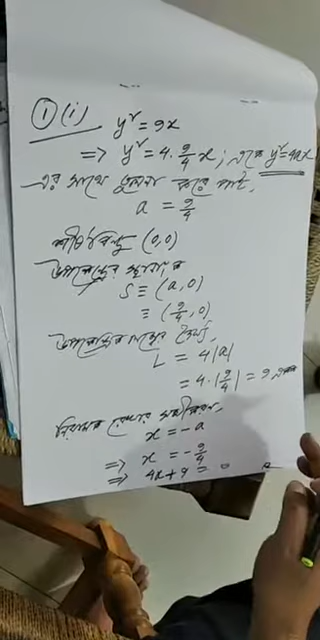 ① (i) y² = 9x
=> y² = 4. 9/4 x ; একে y² = 4ax
এর সাথে তুলনা করে পাই,
a = 9/4
শীর্ষবিন্দু (0,0)
উপকেন্দ্রের স্থানাঙ্ক
S ≡ (a, 0)
≡ (9/4, 0)
উপকেন্দ্রিক লম্বের দৈর্ঘ্য,
L = 4|a|
= 4. |9/4| = 9 একক
নিয়ামক রেখার সমীকরণ,
x = -a
=> x = - 9/4
=> 4x + 9 = 0